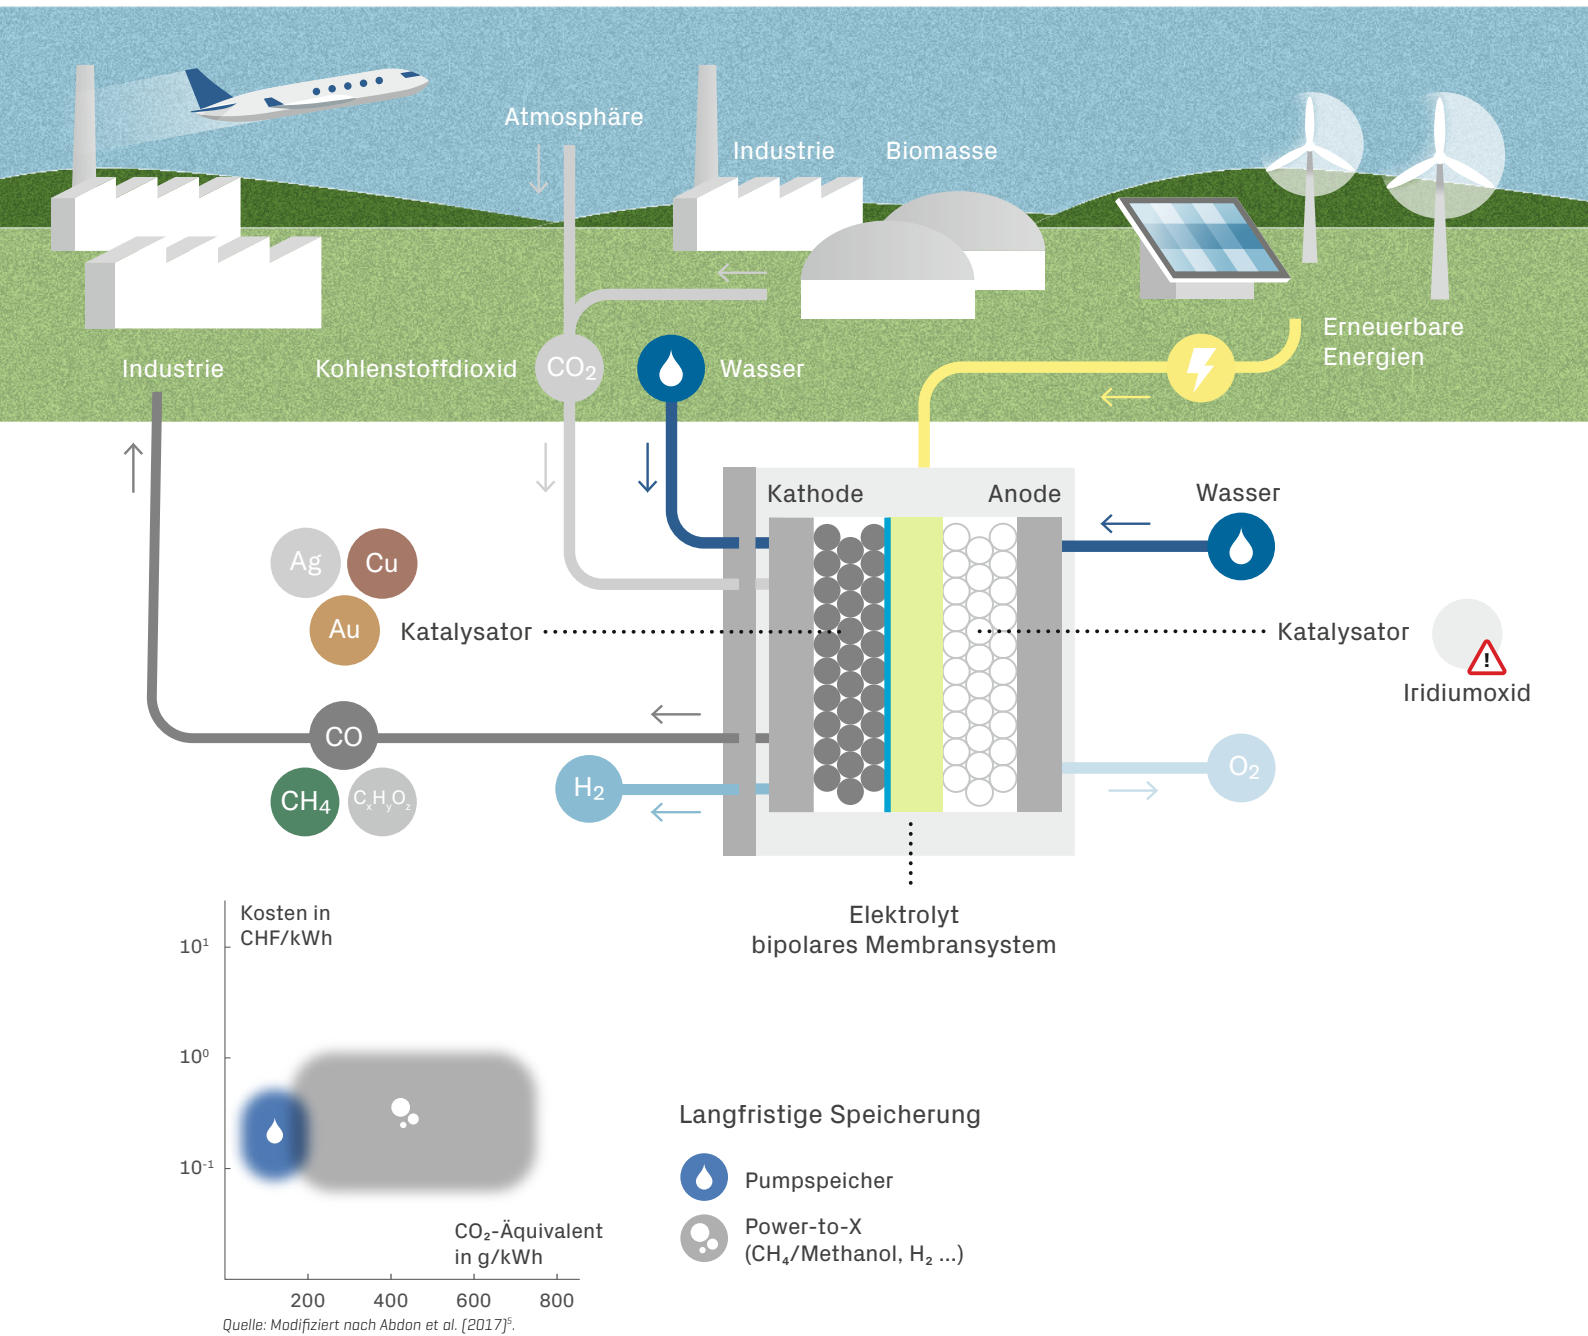 Atmosphäre
Industrie
Biomasse
Erneuerbare
Energien
Industrie
Kohlenstoffdioxid
CO₂
Wasser
Kathode
Anode
Wasser
Ag
Cu
Au
Katalysator
Katalysator
!
Iridiumoxid
CO
CH₄
CₓHᵧO_z
H₂
O₂
Elektrolyt
bipolares Membransystem
Kosten in
CHF/kWh
10¹
10⁰
10⁻¹
CO₂-Äquivalent
in g/kWh
200
400
600
800
Quelle: Modifiziert nach Abdon et al. (2017)⁵.
Langfristige Speicherung
Pumpspeicher
Power-to-X
(CH₄/Methanol, H₂ ...)